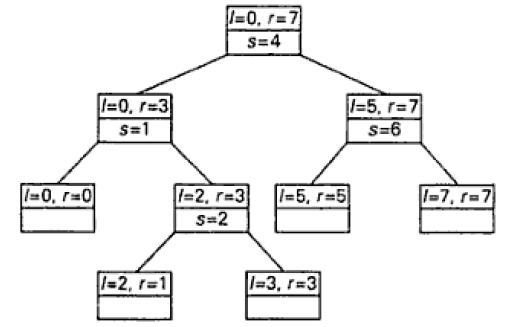 l=0, r=7
s=4
l=0, r=3
l=5, r=7
s=1
s=6
l=0, r=0
l=2, r=3
l=5, r=5
l=7, r=7
s=2
l=2, r=1
l=3, r=3